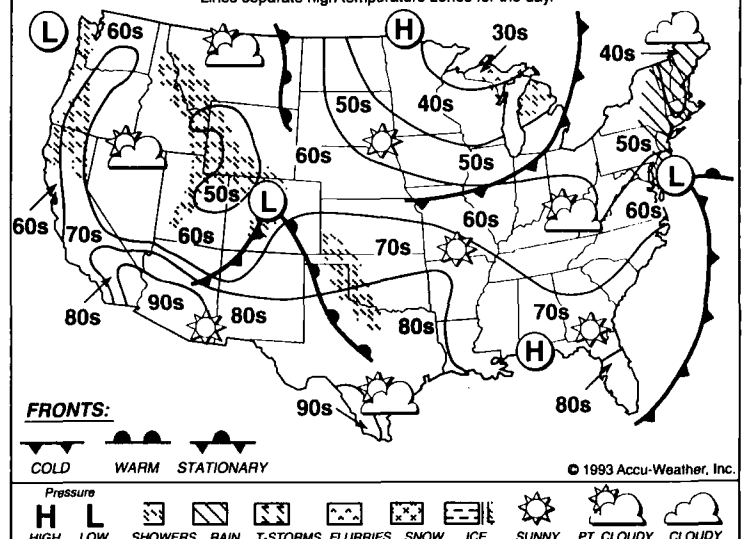 Lines separate high temperature zones for the day.
L
60s
H
30s
40s
50s
40s
60s
50s
50s
50s
L
L
60s
70s
60s
70s
60s
60s
80s
90s
80s
80s
70s
H
90s
80s
FRONTS:
COLD WARM STATIONARY
© 1993 Accu-Weather, Inc.
Pressure
H L
HIGH LOW SHOWERS RAIN T-STORMS FLURRIES SNOW ICE SUNNY PT. CLOUDY CLOUDY